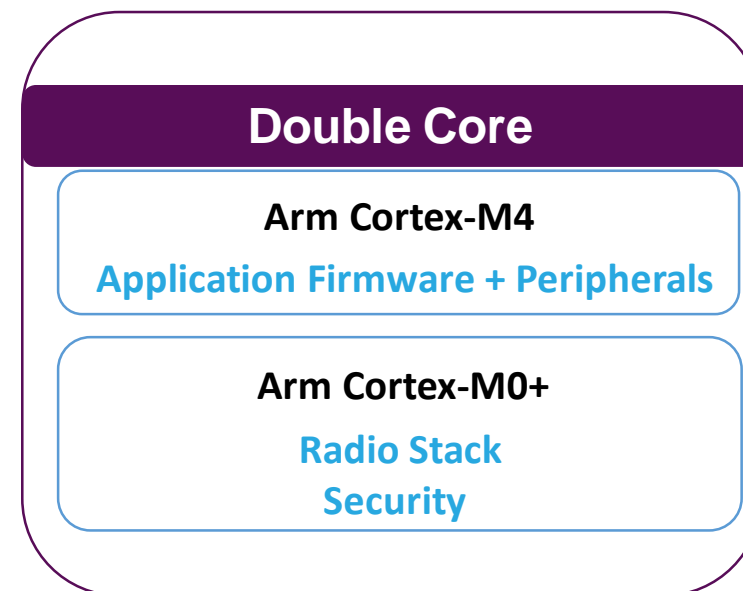 Double Core
Arm Cortex-M4
Application Firmware + Peripherals
Arm Cortex-M0+
Radio Stack
Security